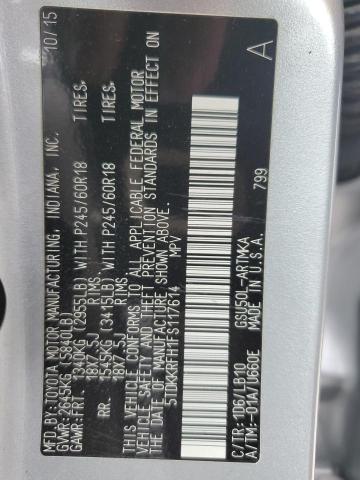 MFD. BY: TOYOTA MOTOR MANUFACTURING, INDIANA, INC. 10/15
GVWR: 2645KG (5840LB)
GAWR: FRT. 1340KG (2955LB) WITH P245/60R18 TIRES,
18X7.5J RIMS
RR. 1545KG (3415LB) WITH P245/60R18 TIRES,
18X7.5J RIMS
THIS VEHICLE CONFORMS TO ALL APPLICABLE FEDERAL MOTOR
VEHICLE SAFETY AND THEFT PREVENTION STANDARDS IN EFFECT
ON THE DATE OF MANUFACTURE SHOWN ABOVE.
5TDKKRFH1FS117614 MPV
A
C/TR: 1D6/LB10 GSU50L-ARTMKA
A/TM: -01A/U660E MADE IN U.S.A. 799